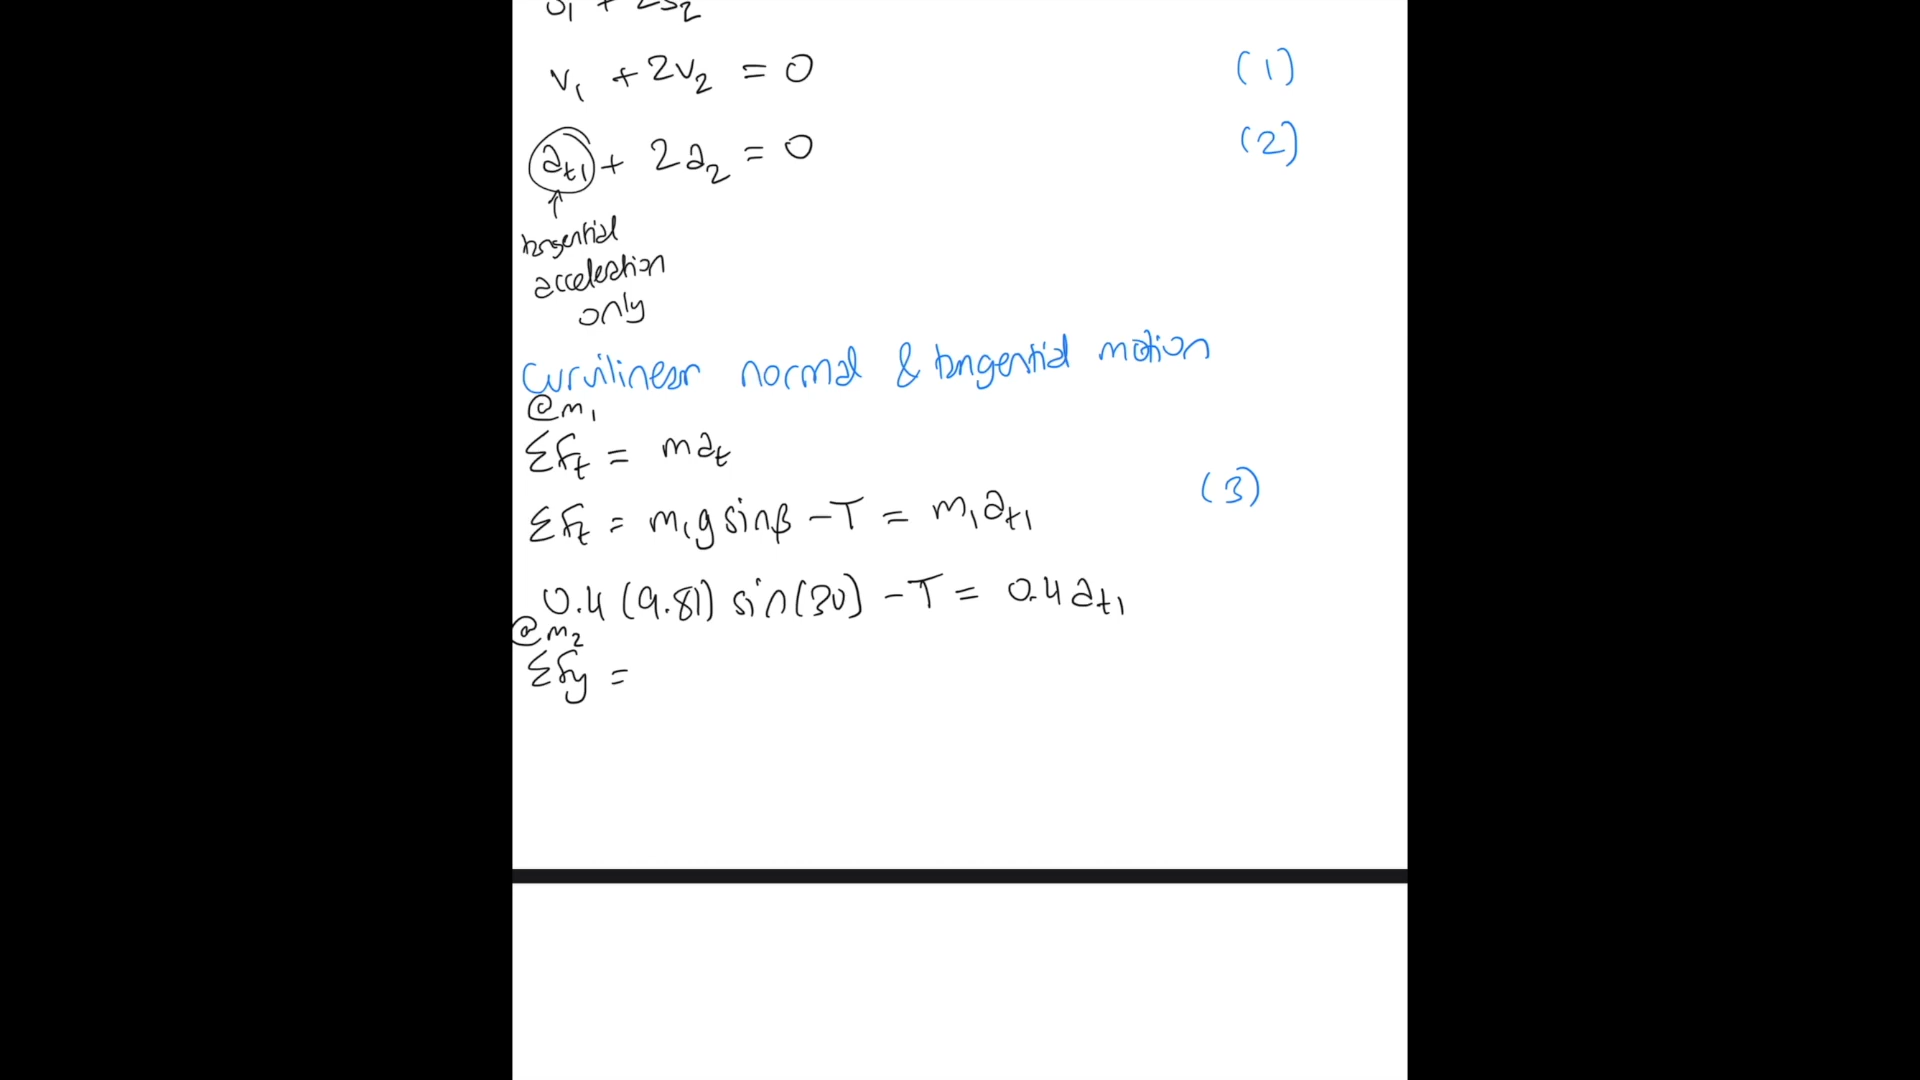 v₁ + 2v₂ = 0 (1)
a_t1 + 2a₂ = 0 (2)
↑
tangential
acceleration
only
Curvilinear normal & tangential motion
@m₁
ΣF_t = ma_t
ΣF_t = m₁g sinβ - T = m₁a_t1 (3)
0.4 (9.81) sin(30) - T = 0.4a_t1
@m₂
ΣF_y =